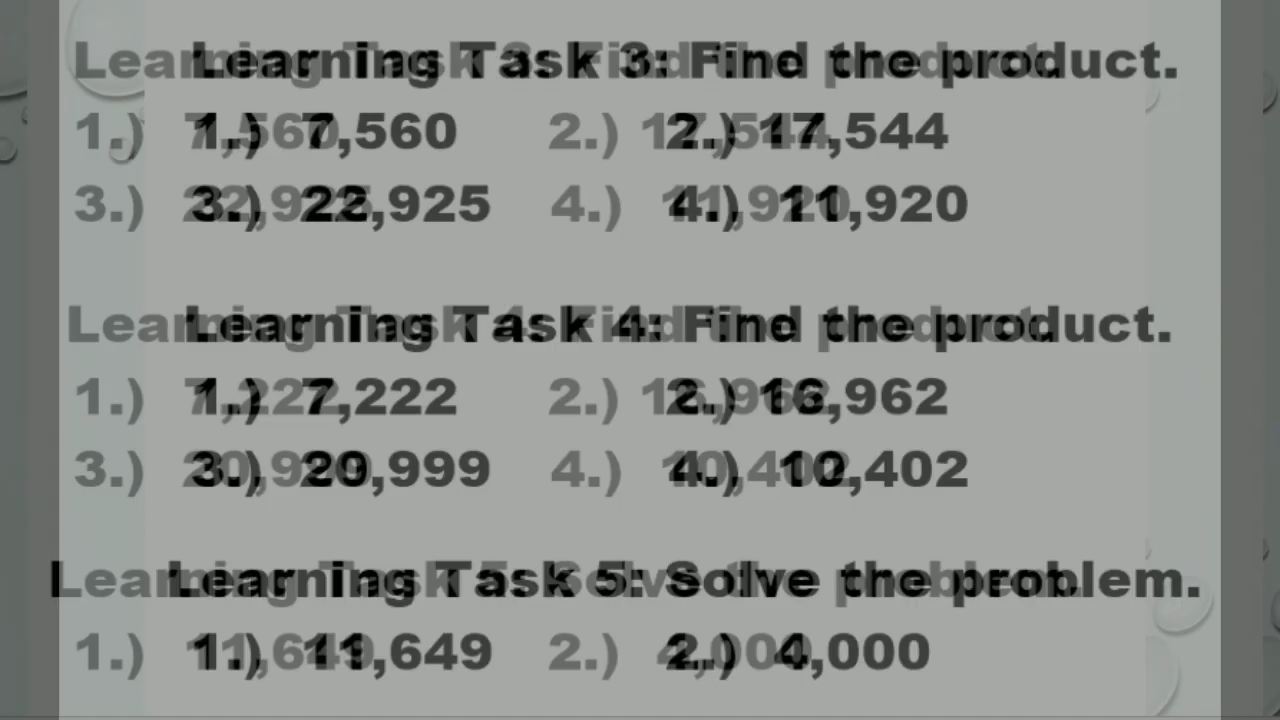 Learning Task 3: Find the product.
1.) 7,560 2.) 17,544
3.) 22,925 4.) 11,920
Learning Task 4: Find the product.
1.) 7,222 2.) 16,962
3.) 20,999 4.) 10,402
Learning Task 5: Solve the problem.
1.) 11,649 2.) 4,000